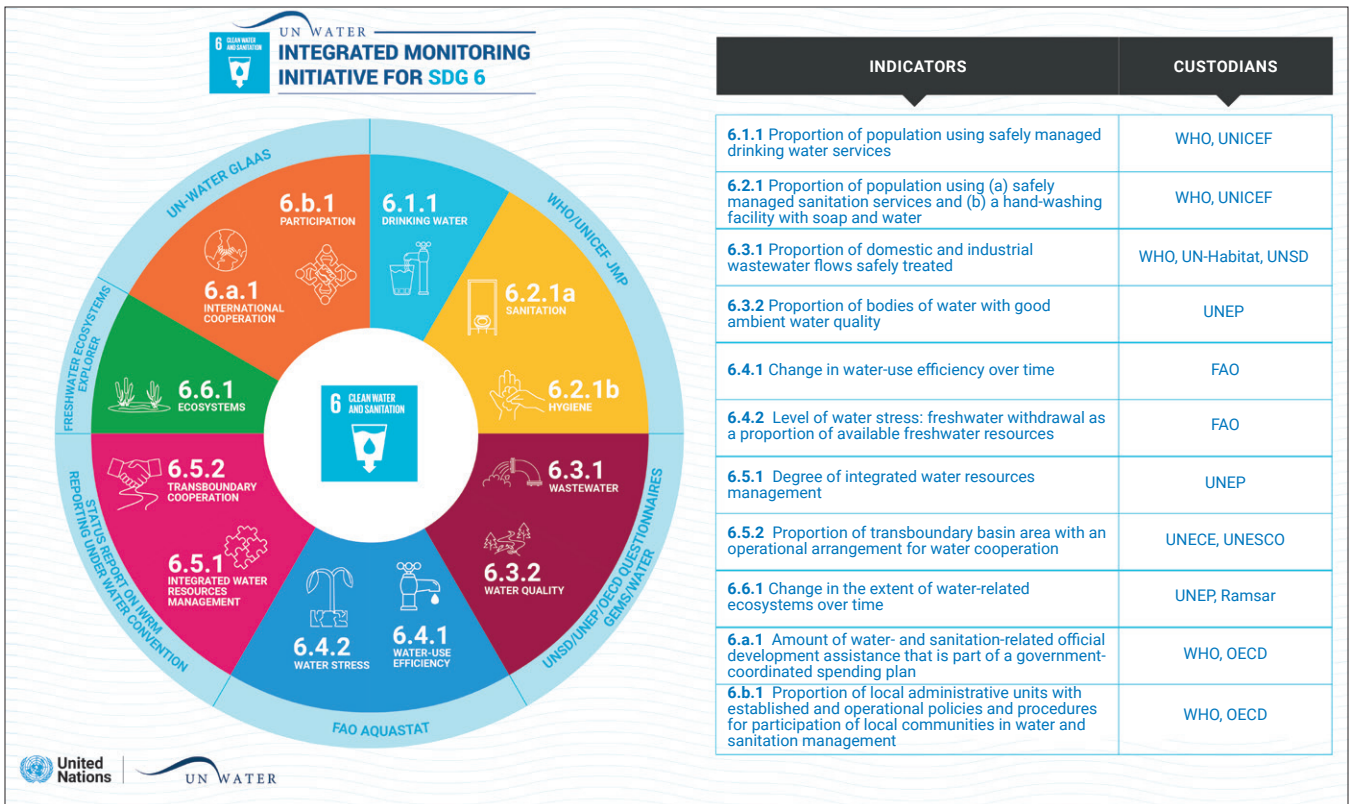 UN WATER
6 CLEAN WATER
AND SANITATION
INTEGRATED MONITORING
INITIATIVE FOR SDG 6
UN-WATER GLAAS
WHO/UNICEF JMP
UNSD/UNEP/OECD QUESTIONNAIRES
GEMS/WATER
FAO AQUASTAT
STATUS REPORT ON IWRM
REPORTING UNDER WATER CONVENTION
FRESHWATER ECOSYSTEMS
EXPLORER
6.b.1
PARTICIPATION
6.1.1
DRINKING WATER
6.a.1
INTERNATIONAL
COOPERATION
6.2.1a
SANITATION
6.6.1
ECOSYSTEMS
6.2.1b
HYGIENE
6 CLEAN WATER
AND SANITATION
6.5.2
TRANSBOUNDARY
COOPERATION
6.3.1
WASTEWATER
6.5.1
INTEGRATED WATER
RESOURCES
MANAGEMENT
6.3.2
WATER QUALITY
6.4.2
WATER STRESS
6.4.1
WATER-USE
EFFICIENCY
United
Nations
UN WATER
INDICATORS
CUSTODIANS
6.1.1 Proportion of population using safely managed
drinking water services
WHO, UNICEF
6.2.1 Proportion of population using (a) safely
managed sanitation services and (b) a hand-washing
facility with soap and water
WHO, UNICEF
6.3.1 Proportion of domestic and industrial
wastewater flows safely treated
WHO, UN-Habitat, UNSD
6.3.2 Proportion of bodies of water with good
ambient water quality
UNEP
6.4.1 Change in water-use efficiency over time
FAO
6.4.2 Level of water stress: freshwater withdrawal as
a proportion of available freshwater resources
FAO
6.5.1 Degree of integrated water resources
management
UNEP
6.5.2 Proportion of transboundary basin area with an
operational arrangement for water cooperation
UNECE, UNESCO
6.6.1 Change in the extent of water-related
ecosystems over time
UNEP, Ramsar
6.a.1 Amount of water- and sanitation-related official
development assistance that is part of a government-
coordinated spending plan
WHO, OECD
6.b.1 Proportion of local administrative units with
established and operational policies and procedures
for participation of local communities in water and
sanitation management
WHO, OECD